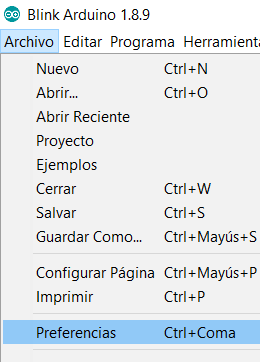 Blink Arduino 1.8.9
Archivo Editar Programa Herramienta
Nuevo Ctrl+N
Abrir... Ctrl+O
Abrir Reciente
Proyecto
Ejemplos
Cerrar Ctrl+W
Salvar Ctrl+S
Guardar Como... Ctrl+Mayús+S
Configurar Página Ctrl+Mayús+P
Imprimir Ctrl+P
Preferencias Ctrl+Coma